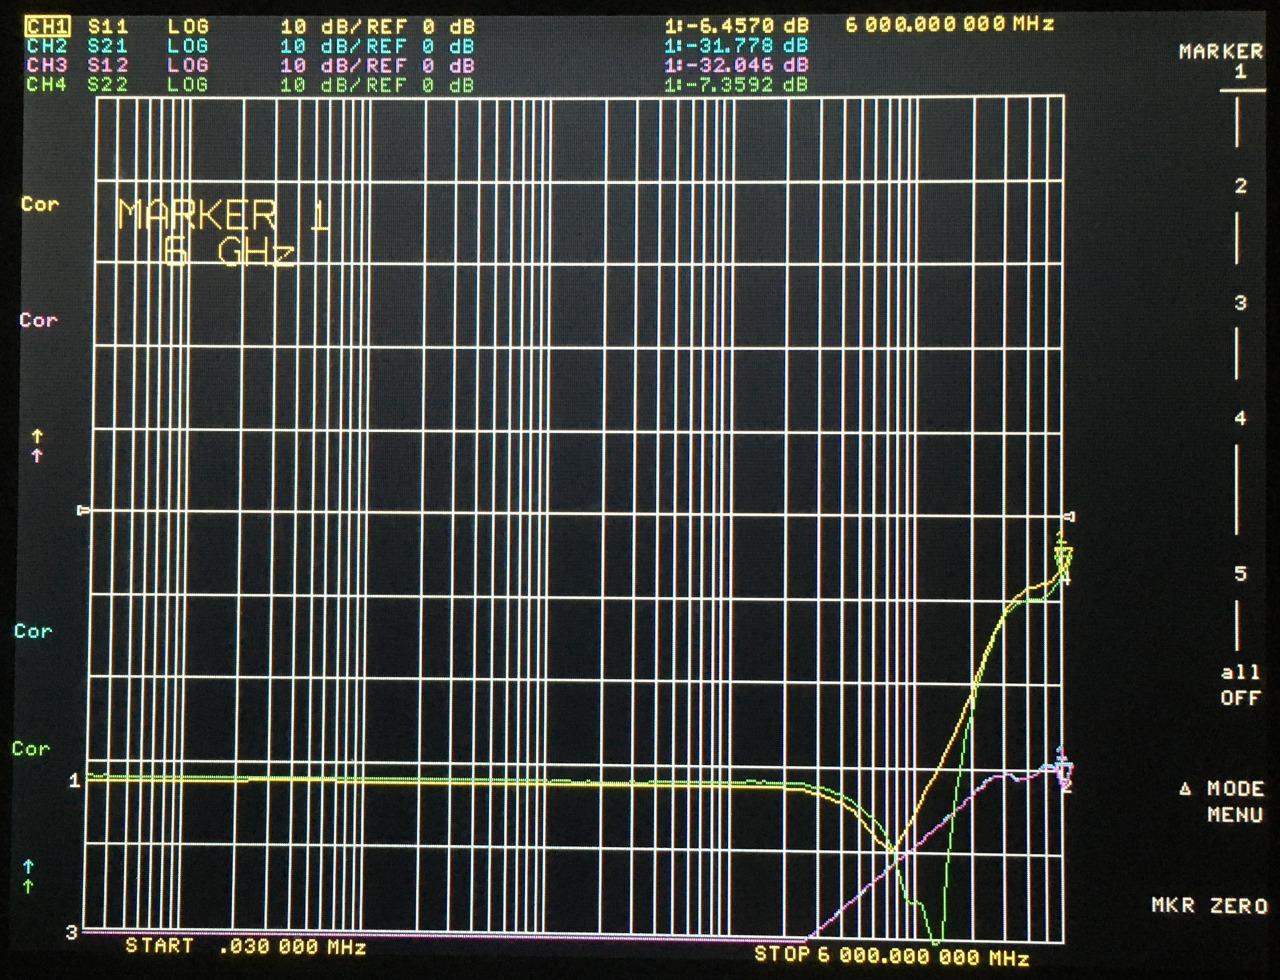 CH1 S11 LOG 10 dB/REF 0 dB 1:-6.4570 dB 6 000.000 000 MHz
CH2 S21 LOG 10 dB/REF 0 dB 1:-31.778 dB
CH3 S12 LOG 10 dB/REF 0 dB 1:-32.046 dB
CH4 S22 LOG 10 dB/REF 0 dB 1:-7.3592 dB
MARKER
1
2
3
4
5
all
OFF
Δ MODE
MENU
MKR ZERO
Cor
MARKER 1
6 GHz
Cor
↑
↑
Cor
Cor
1
↑
↑
3
START .030 000 MHz
STOP 6 000.000 000 MHz